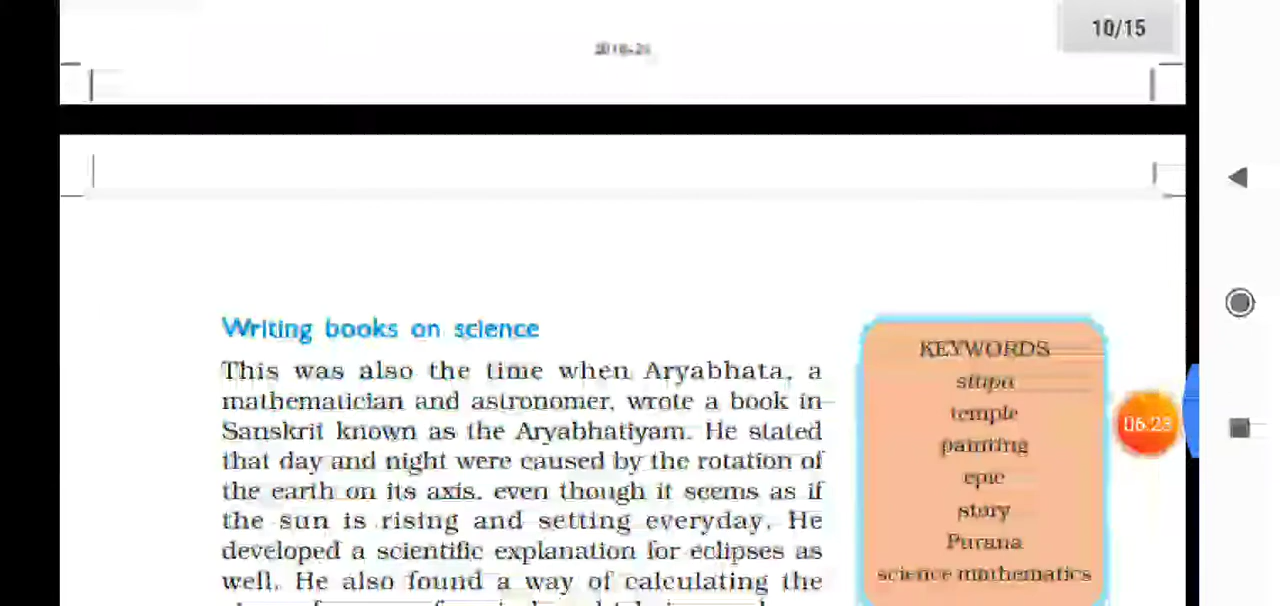 10/15
Writing books on science
This was also the time when Aryabhata, a
mathematician and astronomer, wrote a book in
Sanskrit known as the Aryabhatiyam. He stated
that day and night were caused by the rotation of
the earth on its axis, even though it seems as if
the sun is rising and setting everyday. He
developed a scientific explanation for eclipses as
well. He also found a way of calculating the
KEYWORDS
stupa
temple
painting
epic
story
Purana
science mathematics
06:23